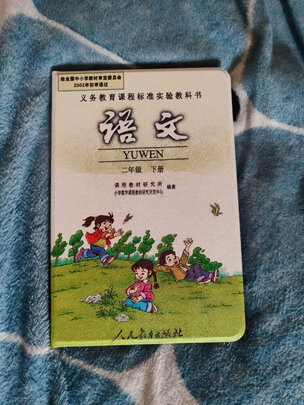 经全国中小学教材审定委员会
2002年初审通过
义务教育课程标准实验教科书
语文
YUWEN
二年级 下册
课程教材研究所
小学语文课程教材研究开发中心 编著
人民教育出版社